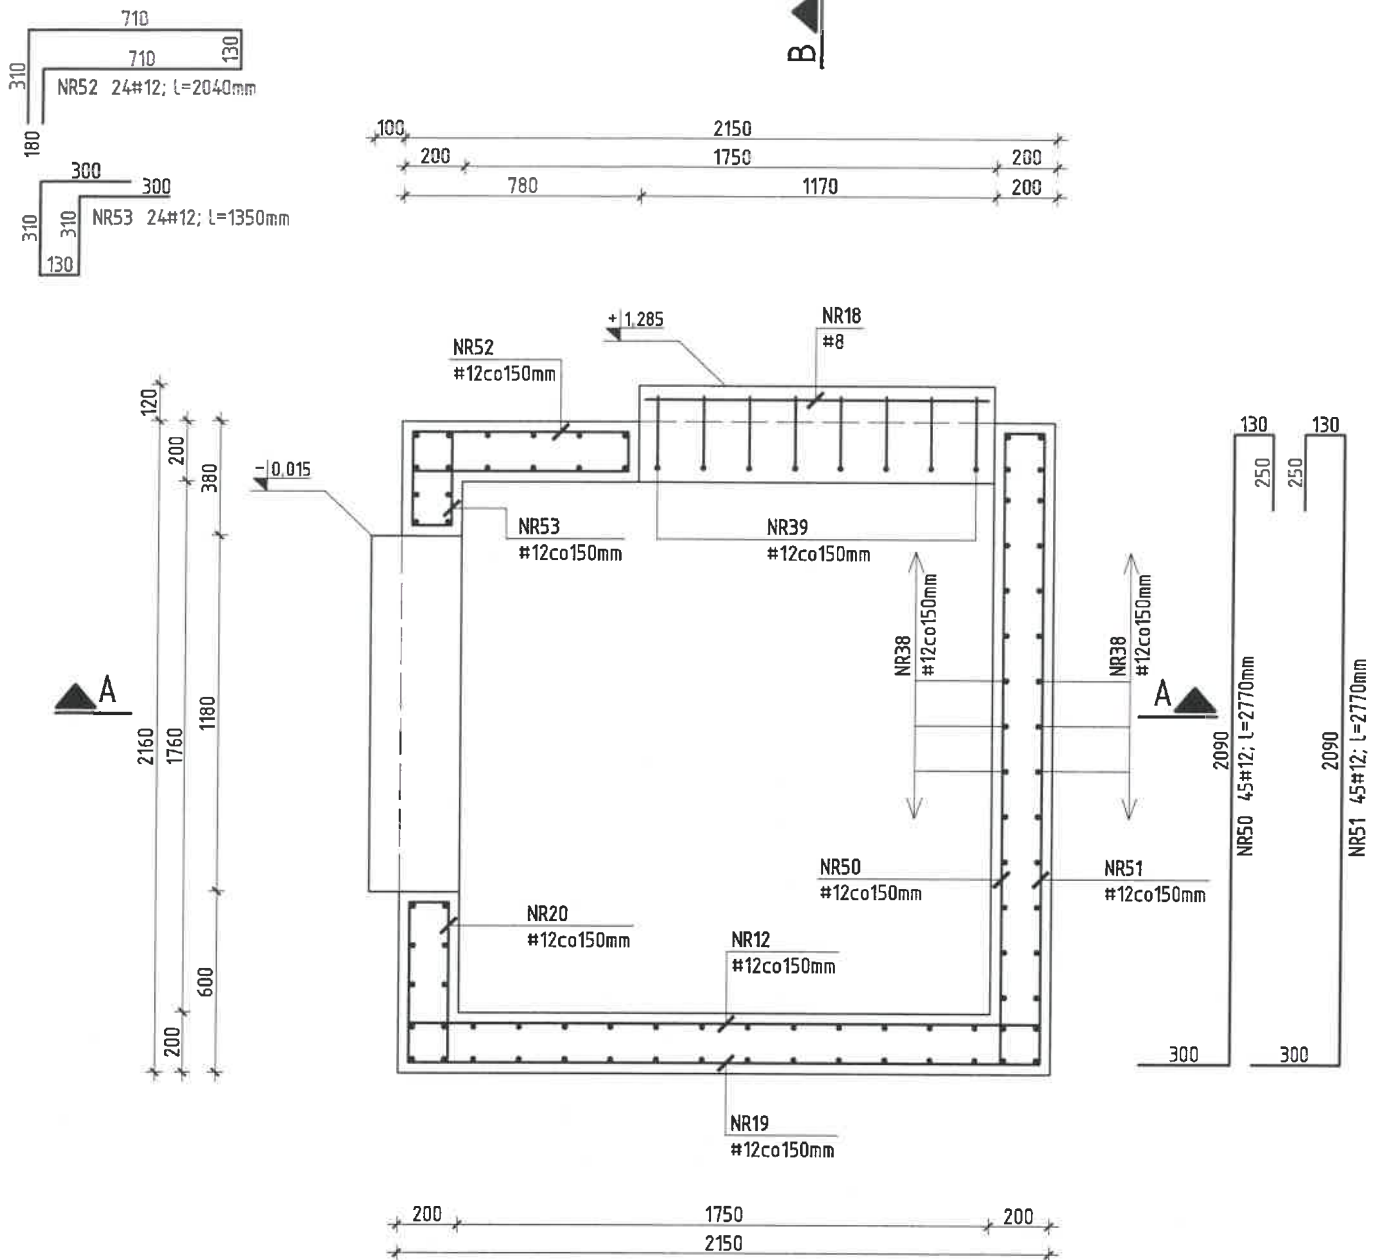 710
130
310
710
NR52 24#12; l=2040mm
180
300
300
310
310
NR53 24#12; l=1350mm
130
B
100
2150
200
1750
200
780
1170
200
+1,285
NR18
#8
NR52
#12co150mm
120
200
380
-0,015
NR53
#12co150mm
NR39
#12co150mm
130
130
250
250
NR38
#12co150mm
NR38
#12co150mm
A
A
2160
1760
1180
2090
NR50 45#12; l=2770mm
2090
NR51 45#12; l=2770mm
NR50
#12co150mm
NR51
#12co150mm
NR20
#12co150mm
NR12
#12co150mm
600
200
300
300
NR19
#12co150mm
200
1750
200
2150